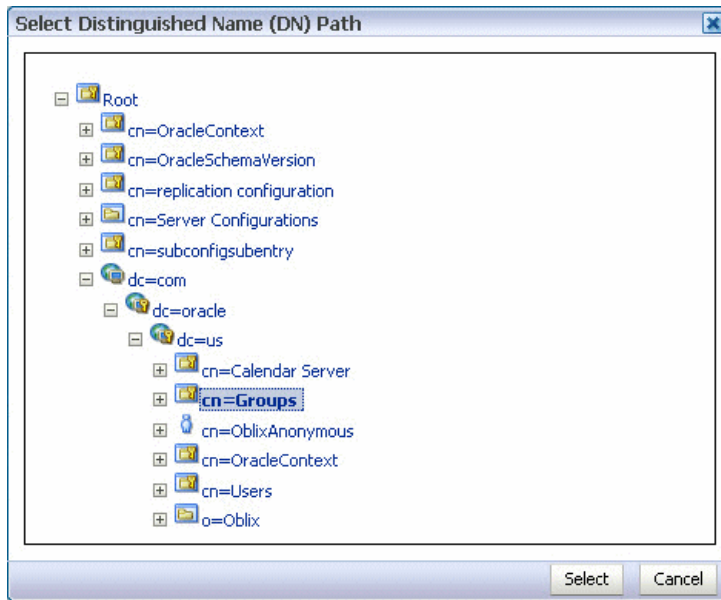 Select Distinguished Name (DN) Path
Root
cn=OracleContext
cn=OracleSchemaVersion
cn=replication configuration
cn=Server Configurations
cn=subconfigsubentry
dc=com
dc=oracle
dc=us
cn=Calendar Server
cn=Groups
cn=OblixAnonymous
cn=OracleContext
cn=Users
o=Oblix
Select Cancel